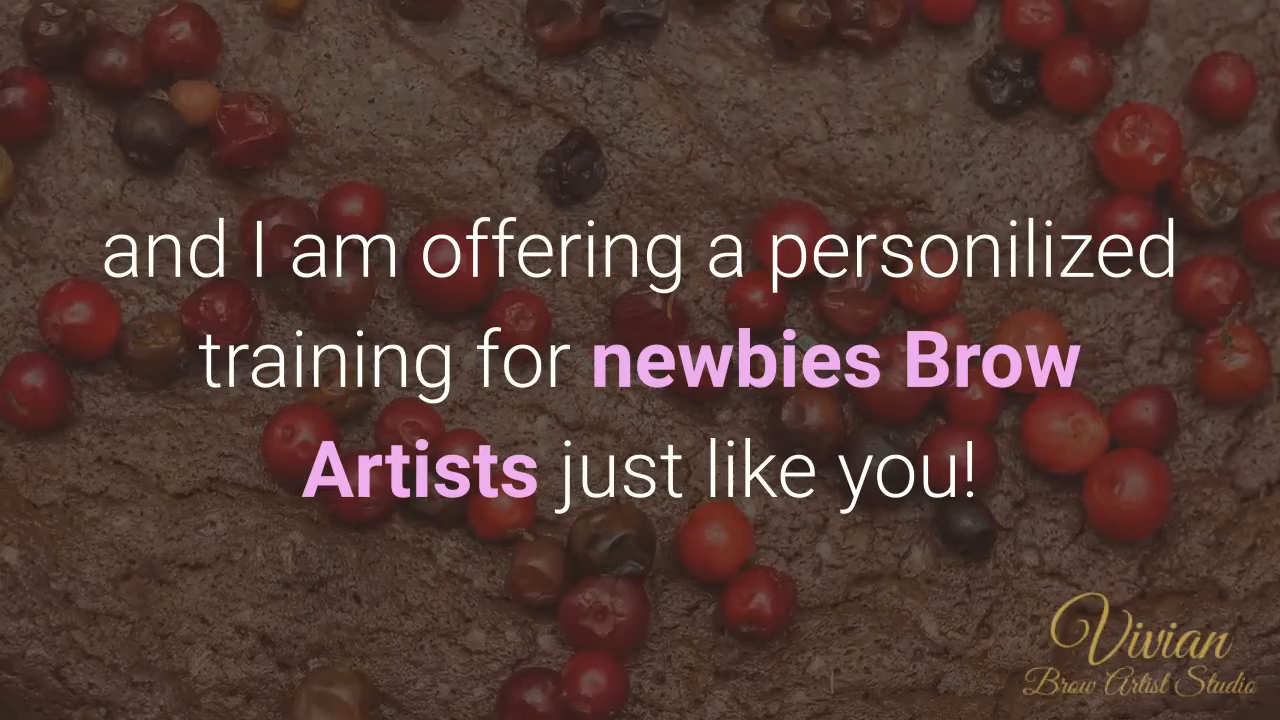 and I am offering a personilized
training for newbies Brow
Artists just like you!
Vivian
Brow Artist Studio